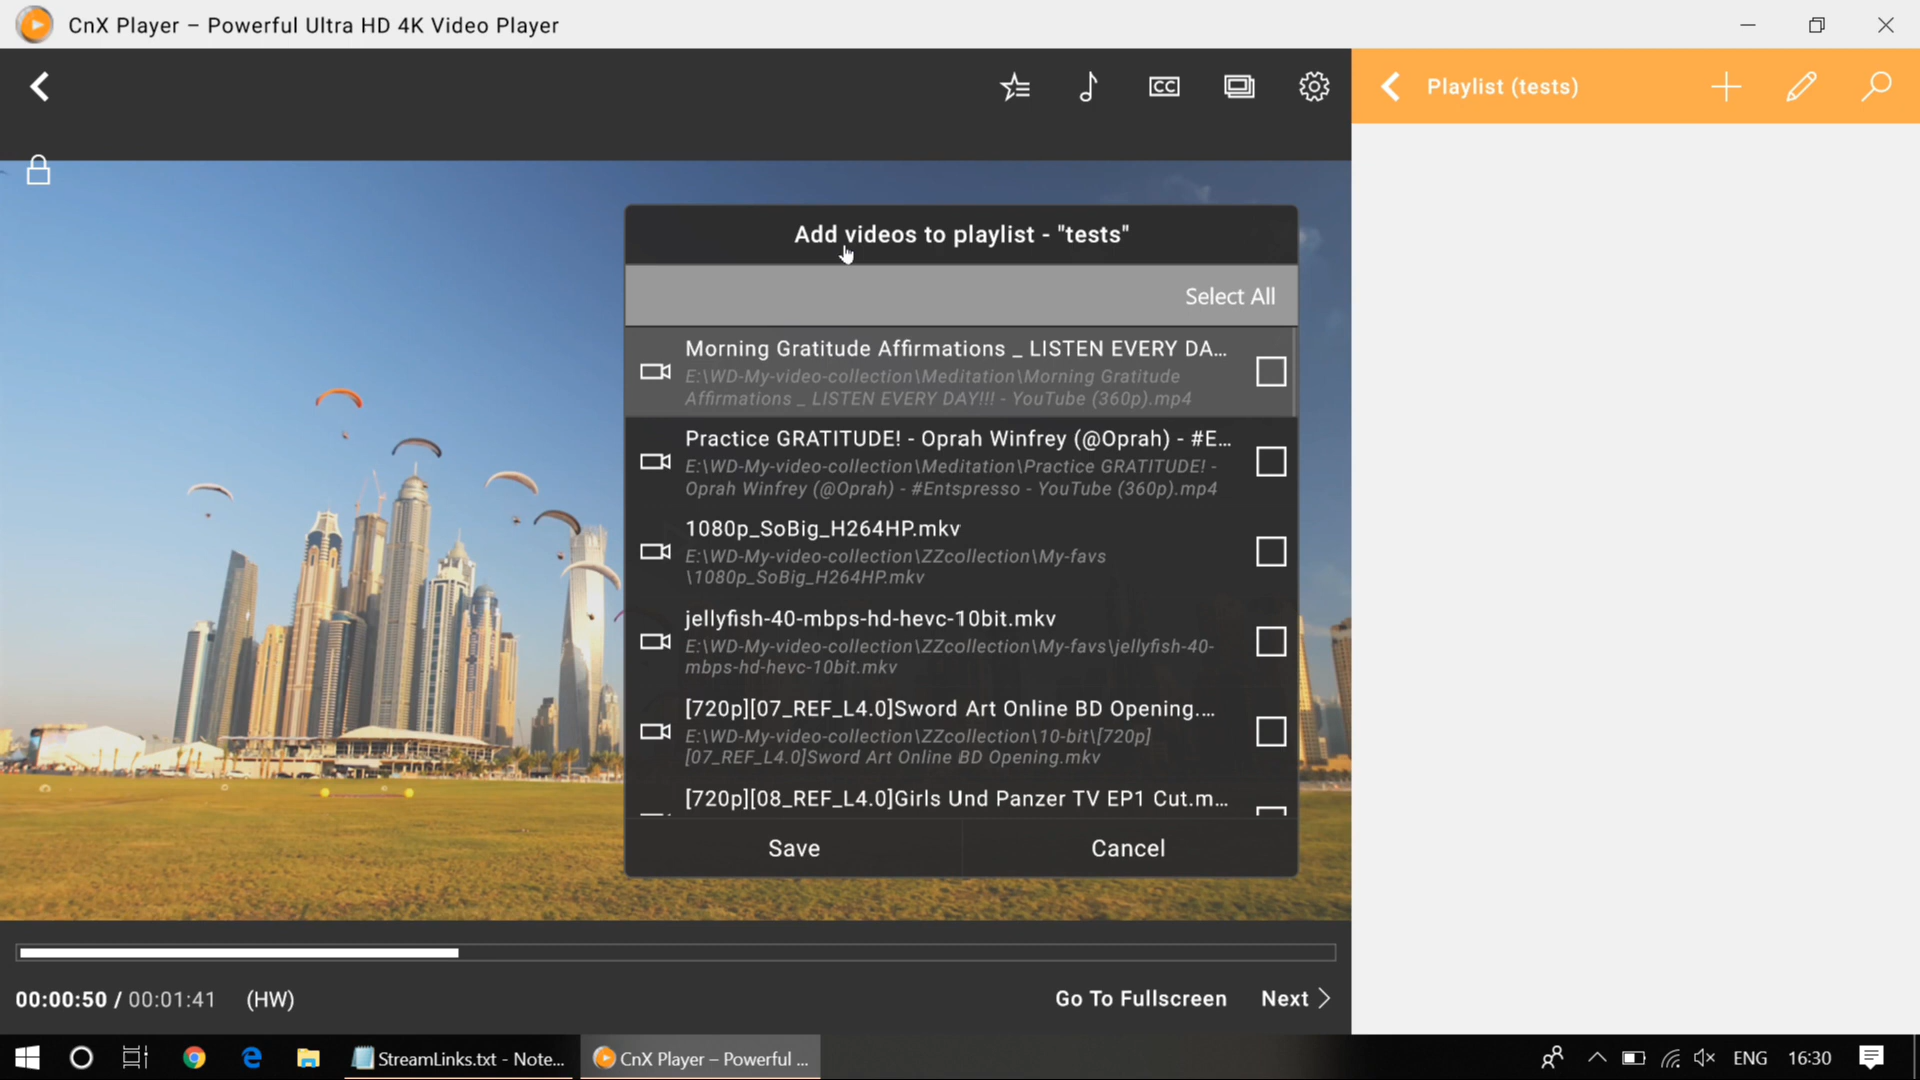 CnX Player – Powerful Ultra HD 4K Video Player
CC
Playlist (tests)
Add videos to playlist - "tests"
Select All
Morning Gratitude Affirmations _ LISTEN EVERY DA...
E:\WD-My-video-collection\Meditation\Morning Gratitude
Affirmations _ LISTEN EVERY DAY!!! - YouTube (360p).mp4
Practice GRATITUDE! - Oprah Winfrey (@Oprah) - #E...
E:\WD-My-video-collection\Meditation\Practice GRATITUDE! -
Oprah Winfrey (@Oprah) - #Entspresso - YouTube (360p).mp4
1080p_SoBig_H264HP.mkv
E:\WD-My-video-collection\ZZcollection\My-favs
\1080p_SoBig_H264HP.mkv
jellyfish-40-mbps-hd-hevc-10bit.mkv
E:\WD-My-video-collection\ZZcollection\My-favs\jellyfish-40-
mbps-hd-hevc-10bit.mkv
[720p][07_REF_L4.0]Sword Art Online BD Opening....
E:\WD-My-video-collection\ZZcollection\10-bit\[720p]
[07_REF_L4.0]Sword Art Online BD Opening.mkv
[720p][08_REF_L4.0]Girls Und Panzer TV EP1 Cut.m...
Save
Cancel
00:00:50 / 00:01:41 (HW)
Go To Fullscreen
Next
StreamLinks.txt - Note...
CnX Player – Powerful ...
ENG
16:30